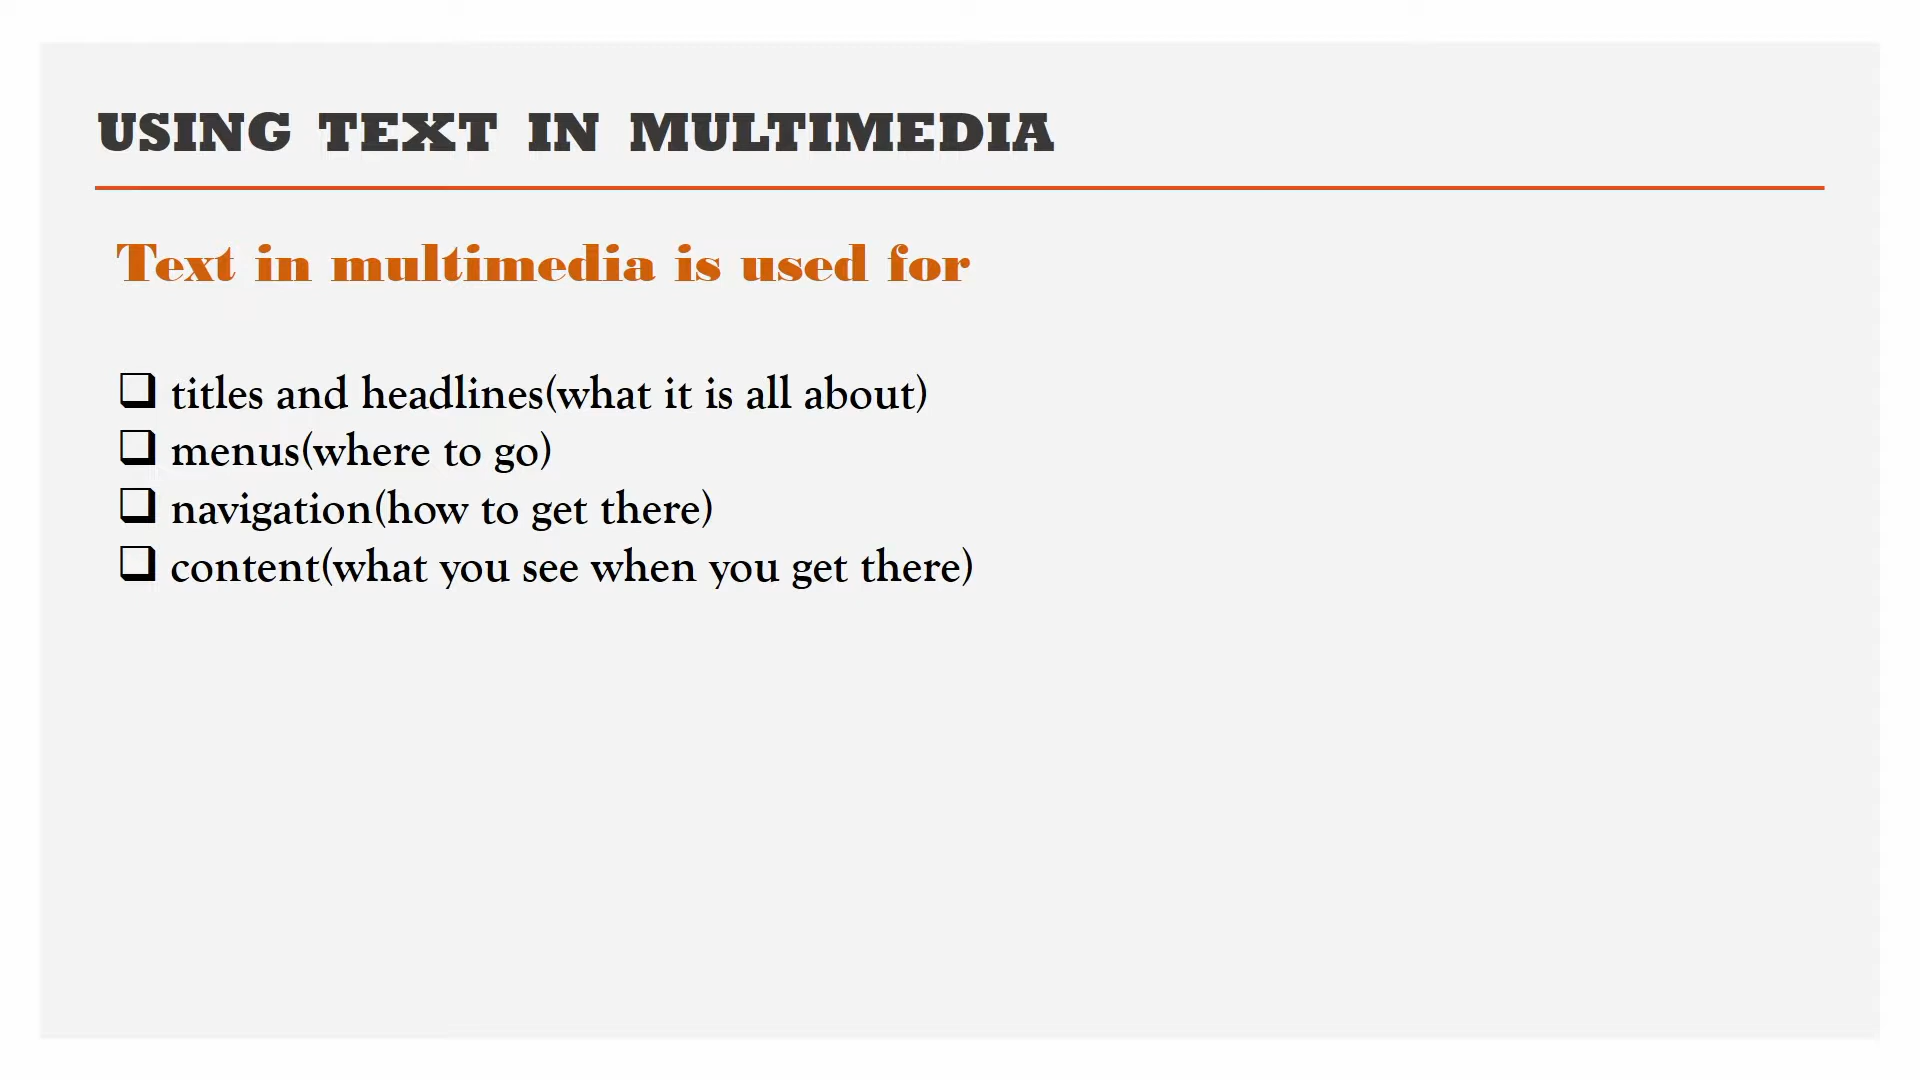 USING TEXT IN MULTIMEDIA
Text in multimedia is used for
❑ titles and headlines(what it is all about)
❑ menus(where to go)
❑ navigation(how to get there)
❑ content(what you see when you get there)